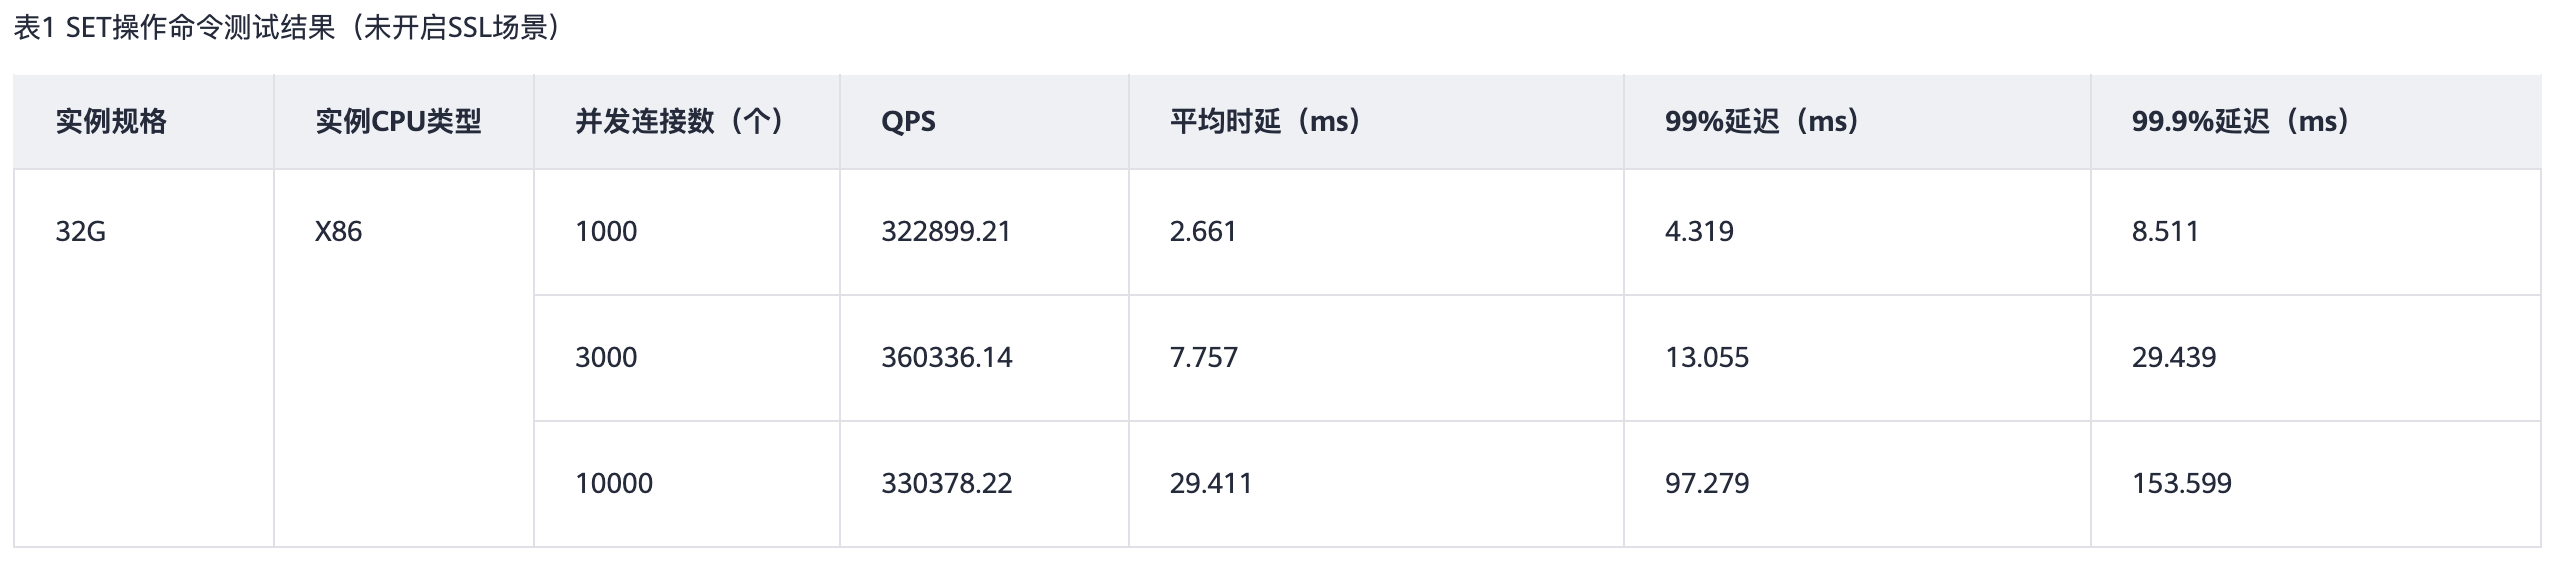 表1 SET操作命令测试结果（未开启SSL场景）
实例规格 实例CPU类型 并发连接数（个） QPS 平均时延（ms） 99%延迟（ms） 99.9%延迟（ms）
32G X86 1000 322899.21 2.661 4.319 8.511
3000 360336.14 7.757 13.055 29.439
10000 330378.22 29.411 97.279 153.599